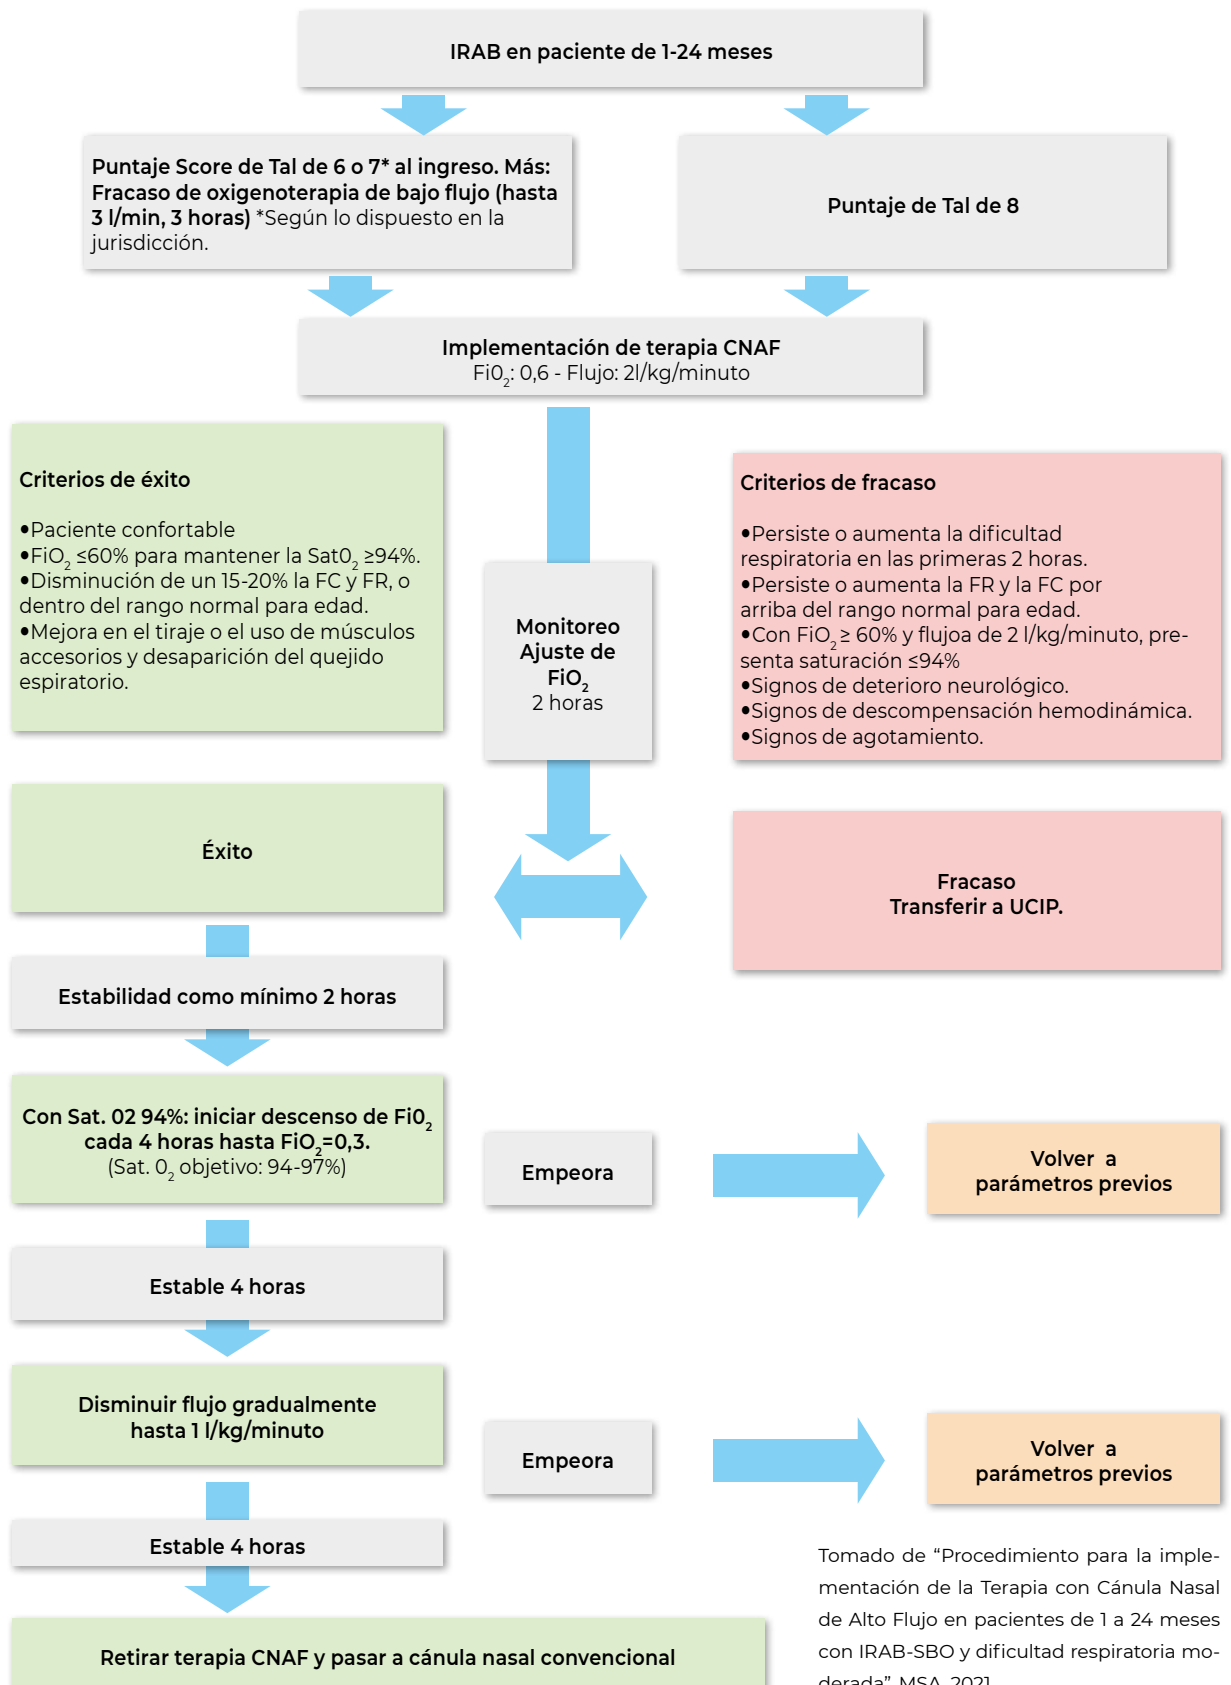 IRAB en paciente de 1-24 meses
Puntaje Score de Tal de 6 o 7* al ingreso. Más:
Fracaso de oxigenoterapia de bajo flujo (hasta
3 l/min, 3 horas) *Según lo dispuesto en la
jurisdicción.
Puntaje de Tal de 8
Implementación de terapia CNAF
Fi0₂: 0,6 - Flujo: 2l/kg/minuto
Criterios de éxito
•Paciente confortable
•FiO₂ ≤60% para mantener la Sat0₂ ≥94%.
•Disminución de un 15-20% la FC y FR, o
dentro del rango normal para edad.
•Mejora en el tiraje o el uso de músculos
accesorios y desaparición del quejido
espiratorio.
Monitoreo
Ajuste de
FiO₂
2 horas
Criterios de fracaso
•Persiste o aumenta la dificultad
respiratoria en las primeras 2 horas.
•Persiste o aumenta la FR y la FC por
arriba del rango normal para edad.
•Con FiO₂ ≥ 60% y flujoa de 2 l/kg/minuto, pre-
senta saturación ≤94%
•Signos de deterioro neurológico.
•Signos de descompensación hemodinámica.
•Signos de agotamiento.
Éxito
Fracaso
Transferir a UCIP.
Estabilidad como mínimo 2 horas
Con Sat. 02 94%: iniciar descenso de Fi0₂
cada 4 horas hasta FiO₂=0,3.
(Sat. 0₂ objetivo: 94-97%)
Empeora
Volver a
parámetros previos
Estable 4 horas
Disminuir flujo gradualmente
hasta 1 l/kg/minuto
Empeora
Volver a
parámetros previos
Estable 4 horas
Retirar terapia CNAF y pasar a cánula nasal convencional
Tomado de “Procedimiento para la imple-
mentación de la Terapia con Cánula Nasal
de Alto Flujo en pacientes de 1 a 24 meses
con IRAB-SBO y dificultad respiratoria mo-
derada”. MSA, 2021